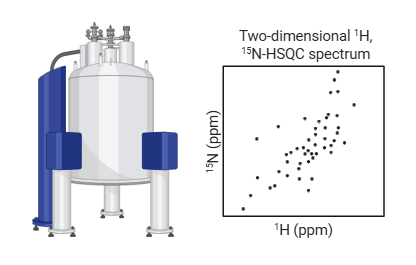 Two-dimensional ¹H,
¹⁵N-HSQC spectrum
¹⁵N (ppm)
¹H (ppm)